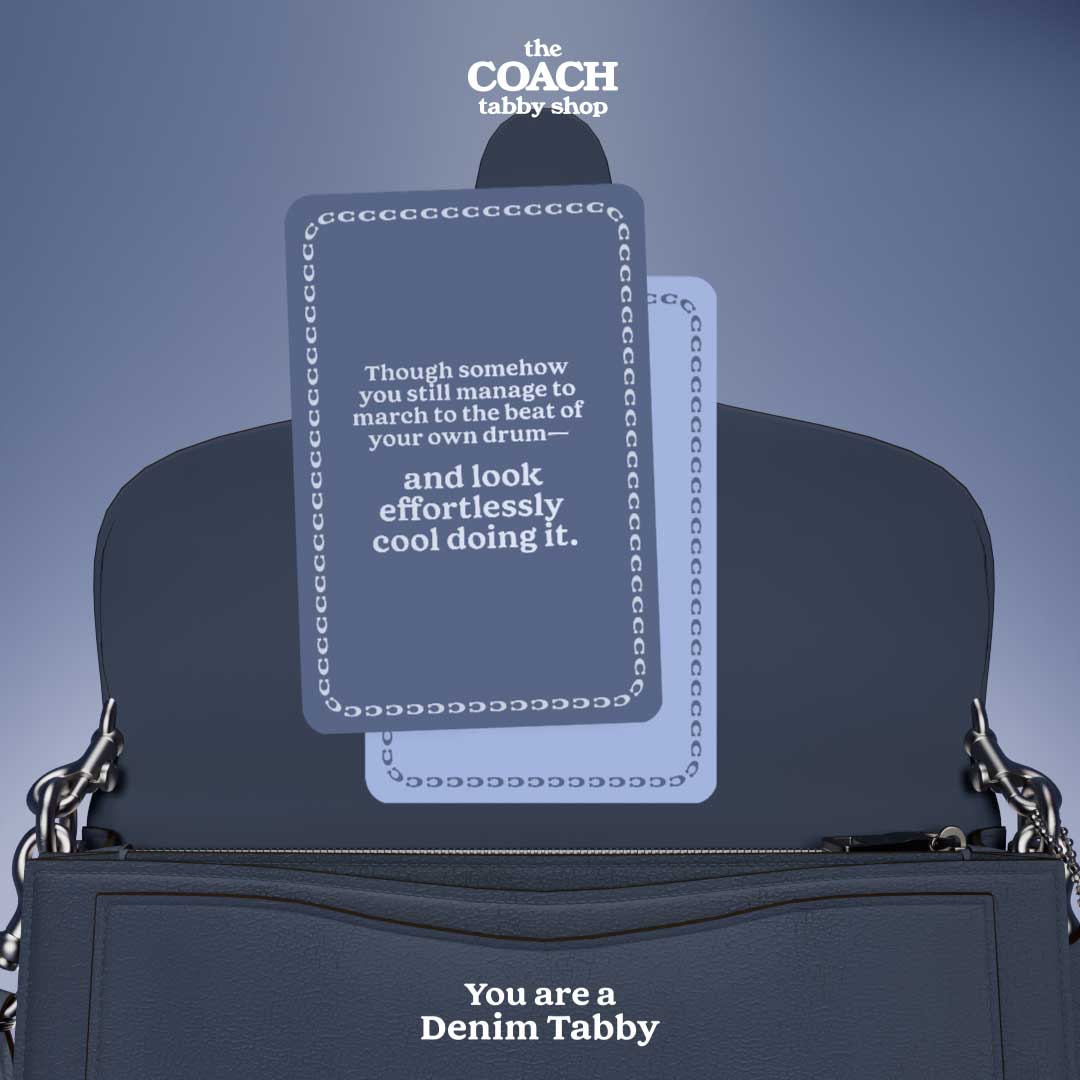 the
COACH
tabby shop
Though somehow
you still manage to
march to the beat of
your own drum—
and look
effortlessly
cool doing it.
You are a
Denim Tabby